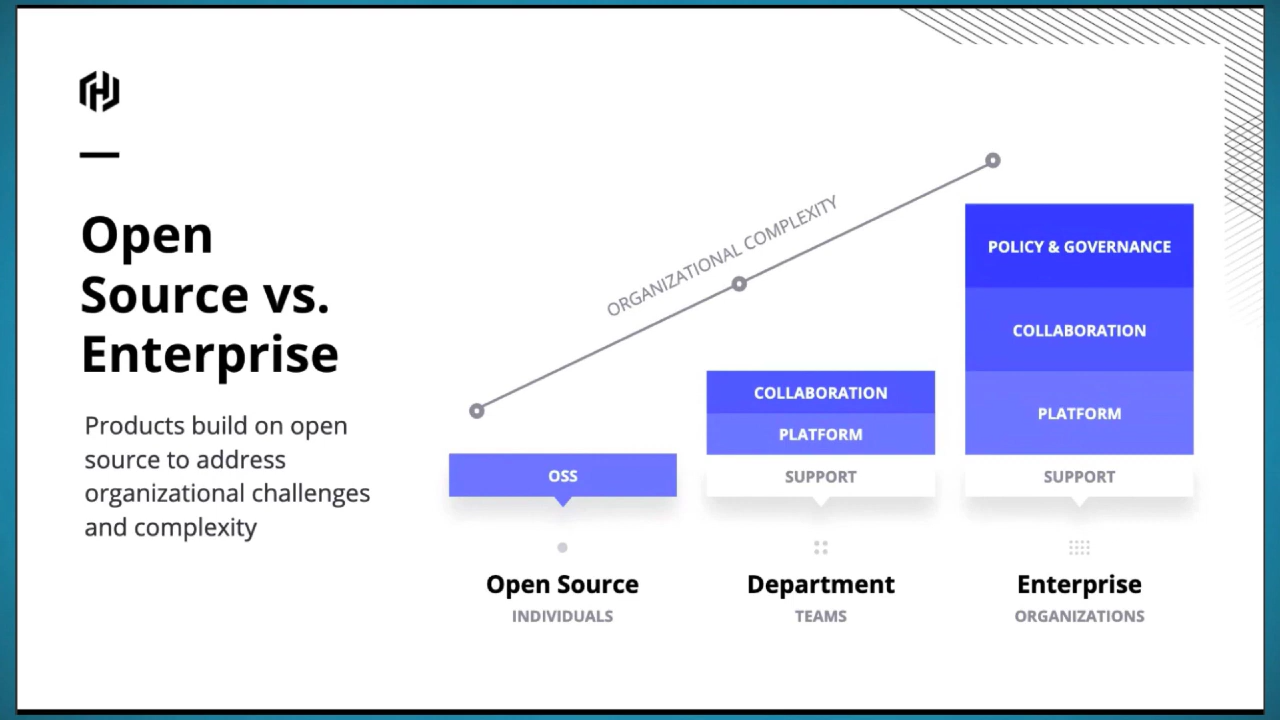 Open
Source vs.
Enterprise
Products build on open
source to address
organizational challenges
and complexity
ORGANIZATIONAL COMPLEXITY
OSS
Open Source
INDIVIDUALS
COLLABORATION
PLATFORM
SUPPORT
Department
TEAMS
POLICY & GOVERNANCE
COLLABORATION
PLATFORM
SUPPORT
Enterprise
ORGANIZATIONS